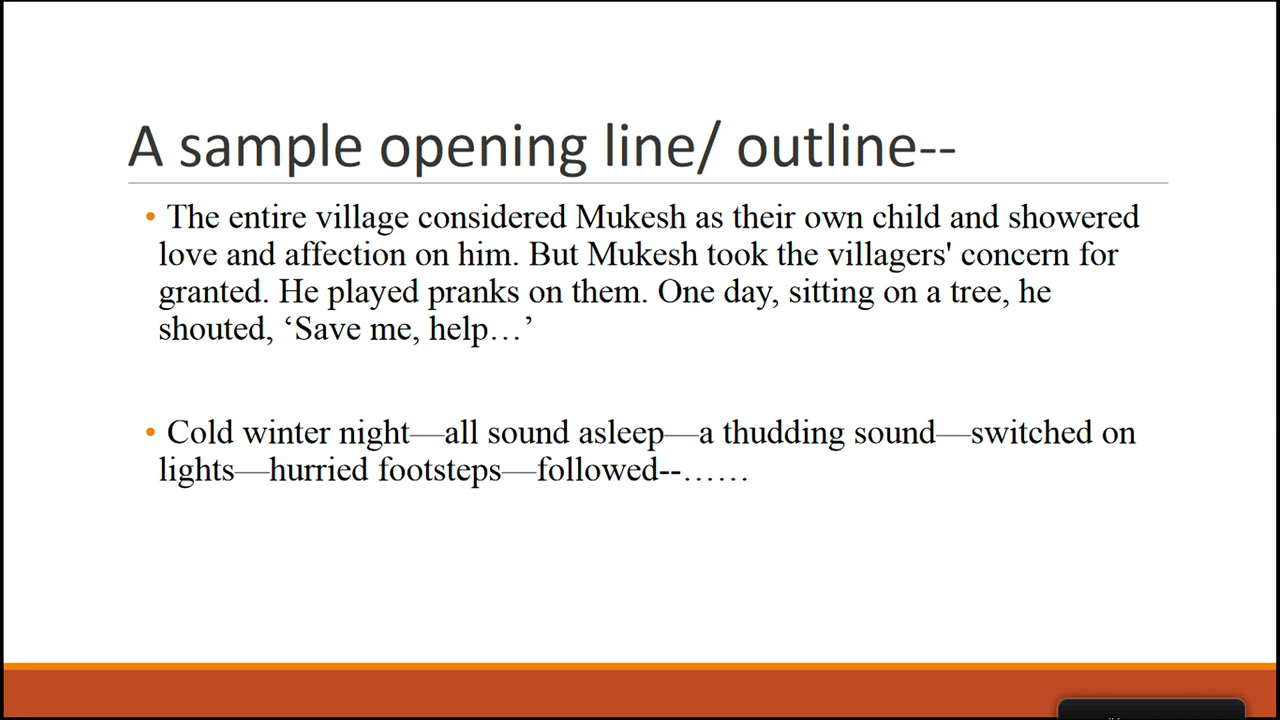 A sample opening line/ outline--
• The entire village considered Mukesh as their own child and showered
love and affection on him. But Mukesh took the villagers' concern for
granted. He played pranks on them. One day, sitting on a tree, he
shouted, ‘Save me, help…’
• Cold winter night—all sound asleep—a thudding sound—switched on
lights—hurried footsteps—followed--……